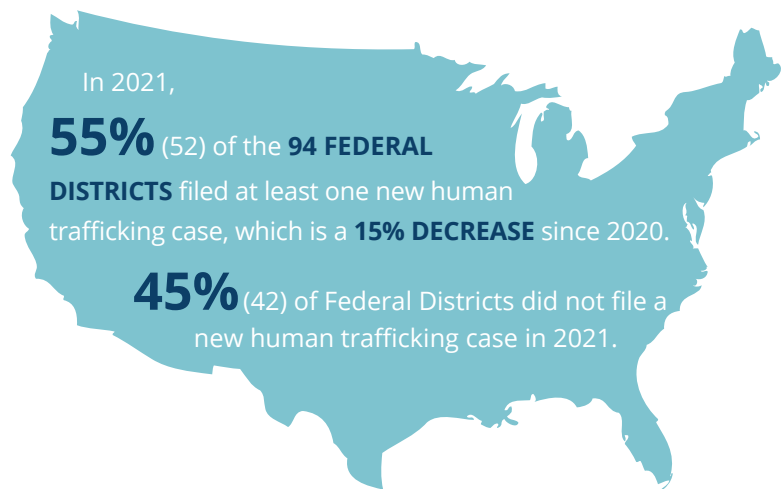 In 2021,
55% (52) of the 94 FEDERAL
DISTRICTS filed at least one new human
trafficking case, which is a 15% DECREASE since 2020.
45% (42) of Federal Districts did not file a
new human trafficking case in 2021.